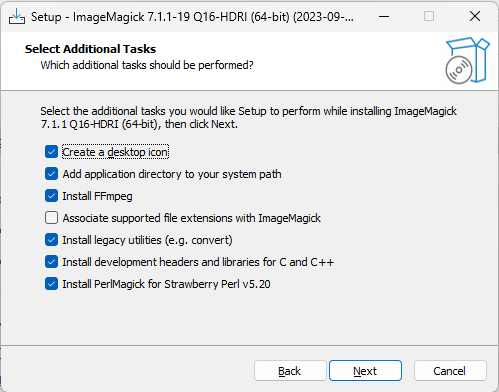 Setup - ImageMagick 7.1.1-19 Q16-HDRI (64-bit) (2023-09-...
Select Additional Tasks
Which additional tasks should be performed?
Select the additional tasks you would like Setup to perform while installing ImageMagick
7.1.1 Q16-HDRI (64-bit), then click Next.
Create a desktop icon
Add application directory to your system path
Install FFmpeg
Associate supported file extensions with ImageMagick
Install legacy utilities (e.g. convert)
Install development headers and libraries for C and C++
Install PerlMagick for Strawberry Perl v5.20
Back
Next
Cancel